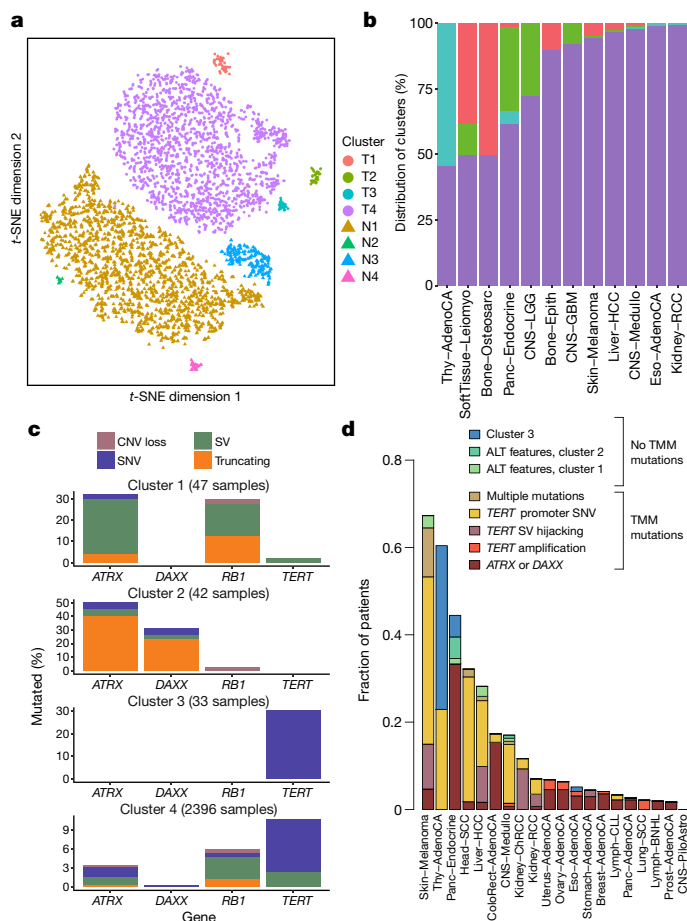 a
t-SNE dimension 2
t-SNE dimension 1
Cluster
T1
T2
T3
T4
N1
N2
N3
N4
b
Distribution of clusters (%)
100
75
50
25
0
Thy–AdenoCA
SoftTissue–Leiomyo
Bone–Osteosarc
Panc–Endocrine
CNS–LGG
Bone–Epith
CNS–GBM
Skin–Melanoma
Liver–HCC
CNS–Medullo
Eso–AdenoCA
Kidney–RCC
c
CNV loss
SV
SNV
Truncating
Mutated (%)
Cluster 1 (47 samples)
30
20
10
0
ATRX DAXX RB1 TERT
Cluster 2 (42 samples)
50
40
30
20
10
0
ATRX DAXX RB1 TERT
Cluster 3 (33 samples)
30
20
10
0
ATRX DAXX RB1 TERT
Cluster 4 (2396 samples)
9
6
3
0
ATRX DAXX RB1 TERT
Gene
d
Cluster 3
ALT features, cluster 2
ALT features, cluster 1
No TMM
mutations
Multiple mutations
TERT promoter SNV
TERT SV hijacking
TERT amplification
ATRX or DAXX
TMM
mutations
Fraction of patients
0.8
0.6
0.4
0.2
0
Skin–Melanoma
Thy–AdenoCA
Panc–Endocrine
Head–SCC
Liver–HCC
ColoRect–AdenoCA
CNS–Medullo
Kidney–ChRCC
Kidney–RCC
Uterus–AdenoCA
Ovary–AdenoCA
Eso–AdenoCA
Stomach–AdenoCA
Breast–AdenoCA
Lymph–CLL
Panc–AdenoCA
Lung–SCC
Lymph–BNHL
Prost–AdenoCA
CNS–PiloAstro